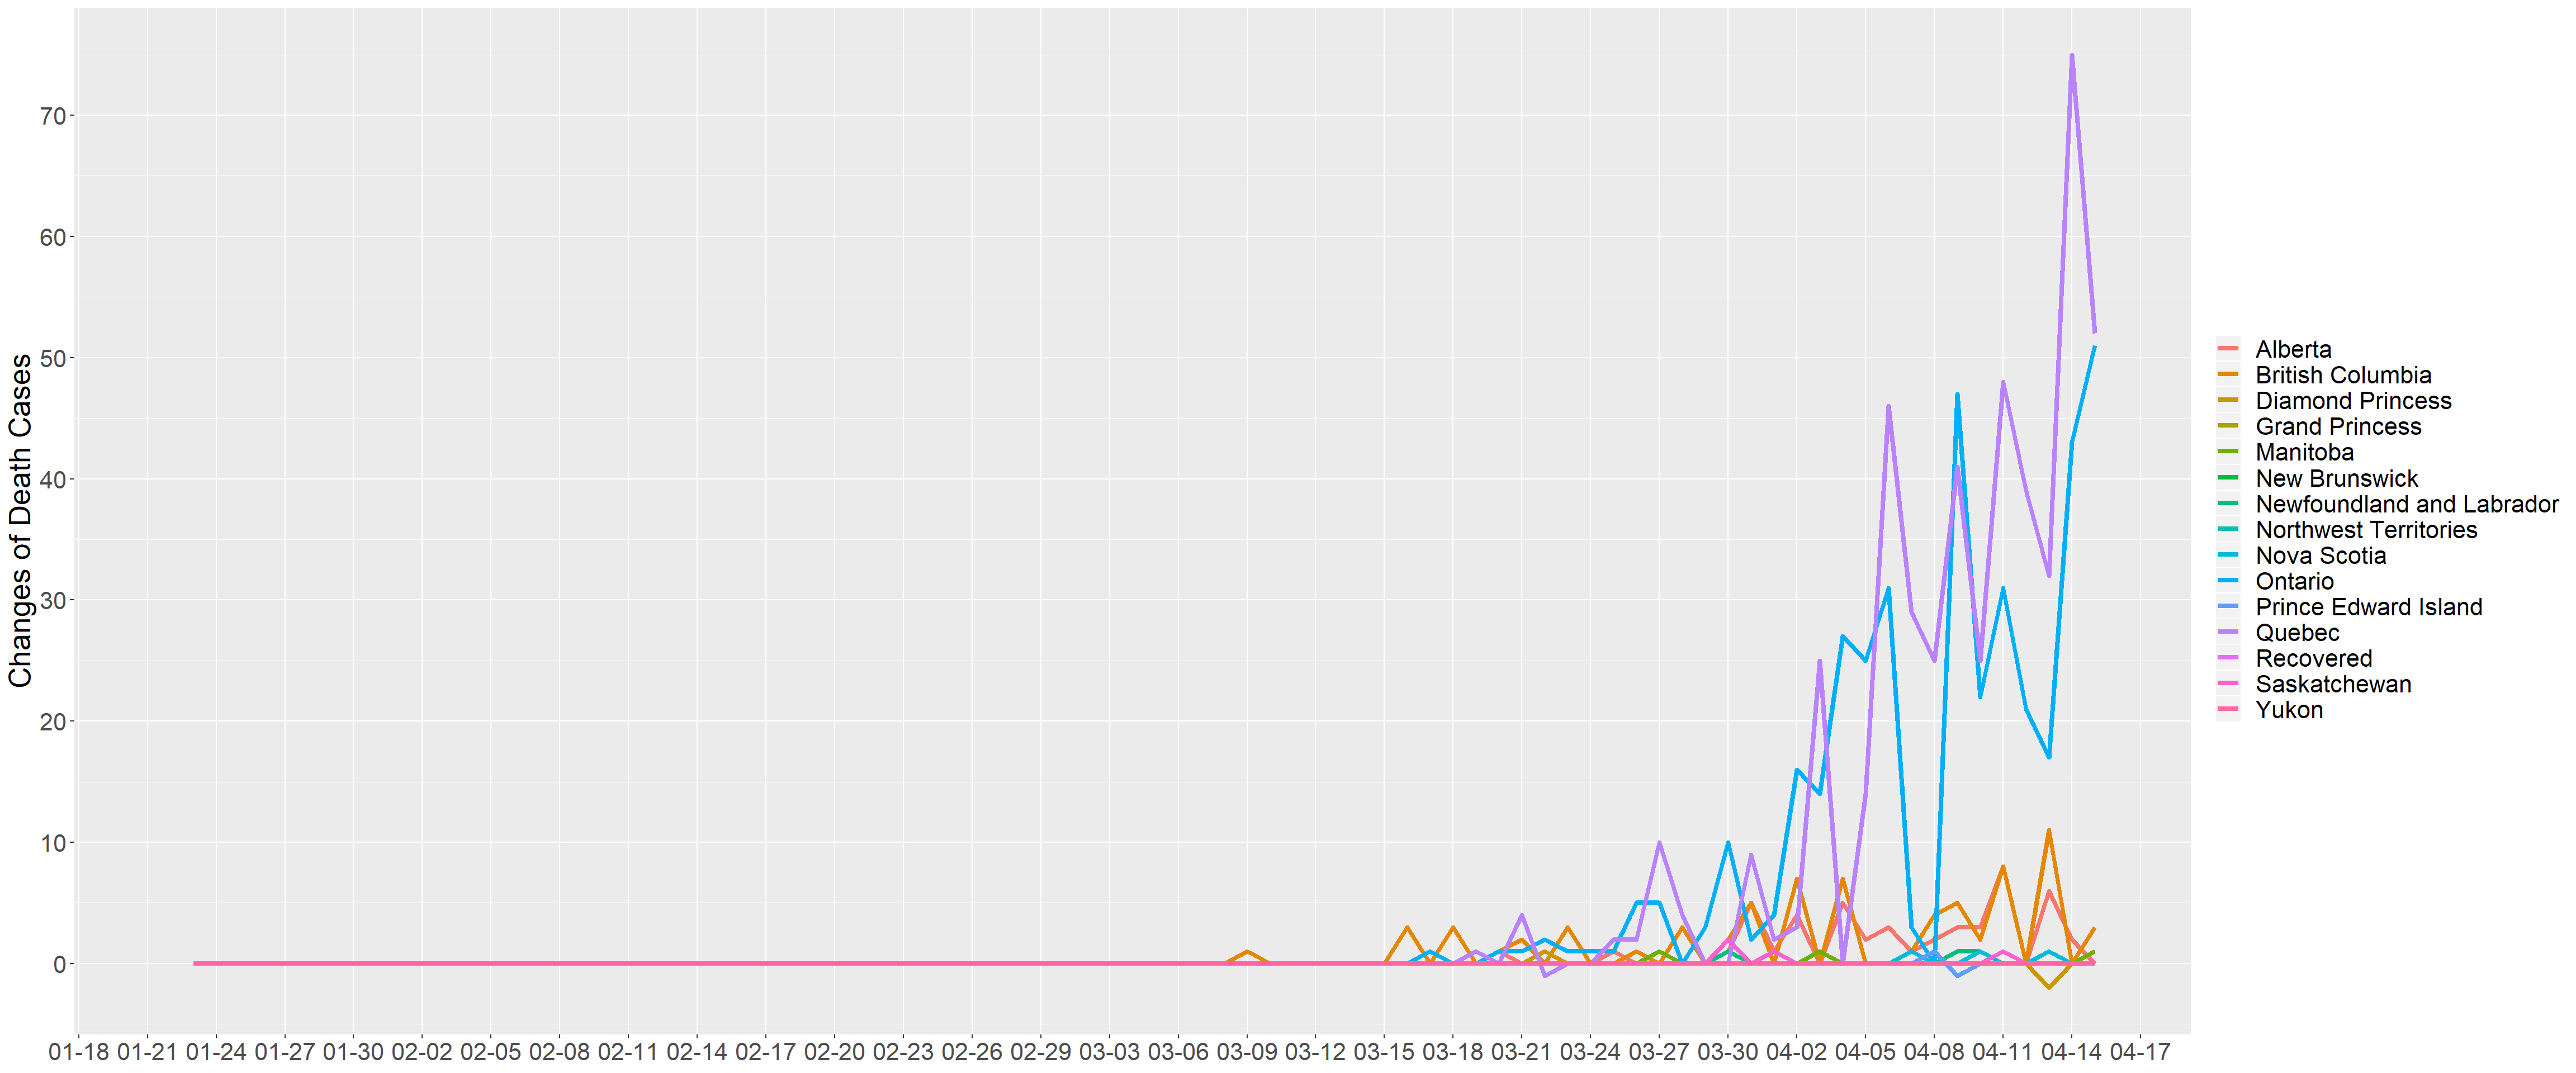 Changes of Death Cases
70
60
50
40
30
20
10
0
01-18 01-21 01-24 01-27 01-30 02-02 02-05 02-08 02-11 02-14 02-17 02-20 02-23 02-26 02-29 03-03 03-06 03-09 03-12 03-15 03-18 03-21 03-24 03-27 03-30 04-02 04-05 04-08 04-11 04-14 04-17
Alberta
British Columbia
Diamond Princess
Grand Princess
Manitoba
New Brunswick
Newfoundland and Labrador
Northwest Territories
Nova Scotia
Ontario
Prince Edward Island
Quebec
Recovered
Saskatchewan
Yukon